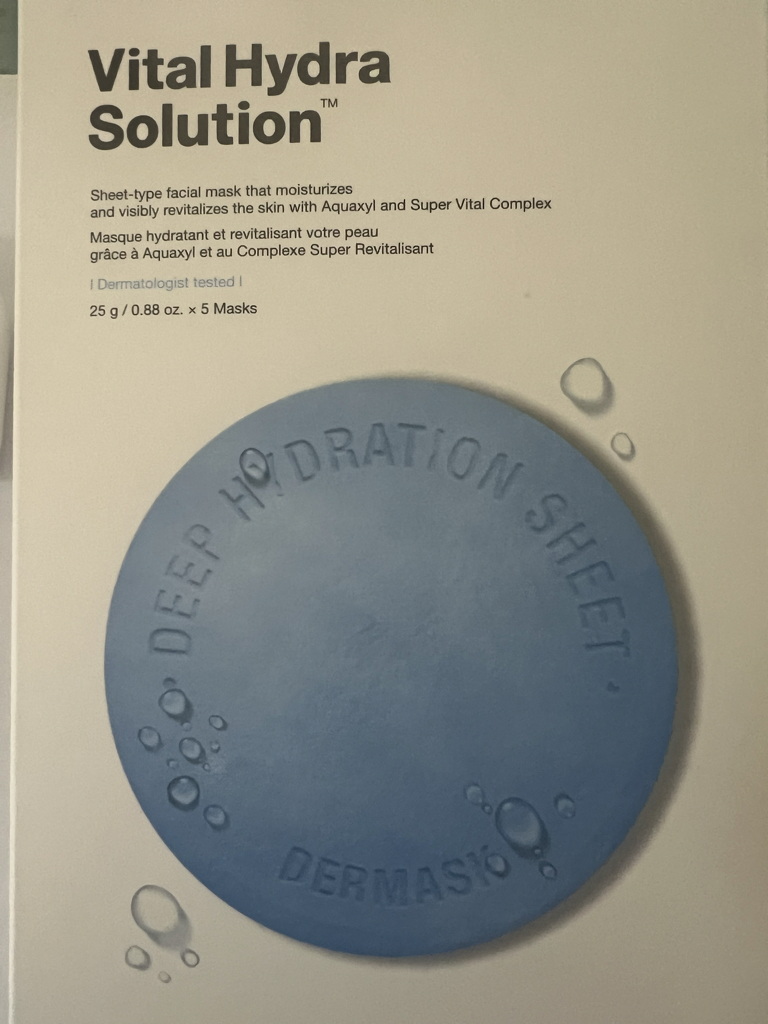 Vital Hydra
Solution™
Sheet-type facial mask that moisturizes
and visibly revitalizes the skin with Aquaxyl and Super Vital Complex
Masque hydratant et revitalisant votre peau
grâce à Aquaxyl et au Complexe Super Revitalisant
| Dermatologist tested |
25 g / 0.88 oz. × 5 Masks
· DEEP HYDRATION SHEET ·
DERMASK